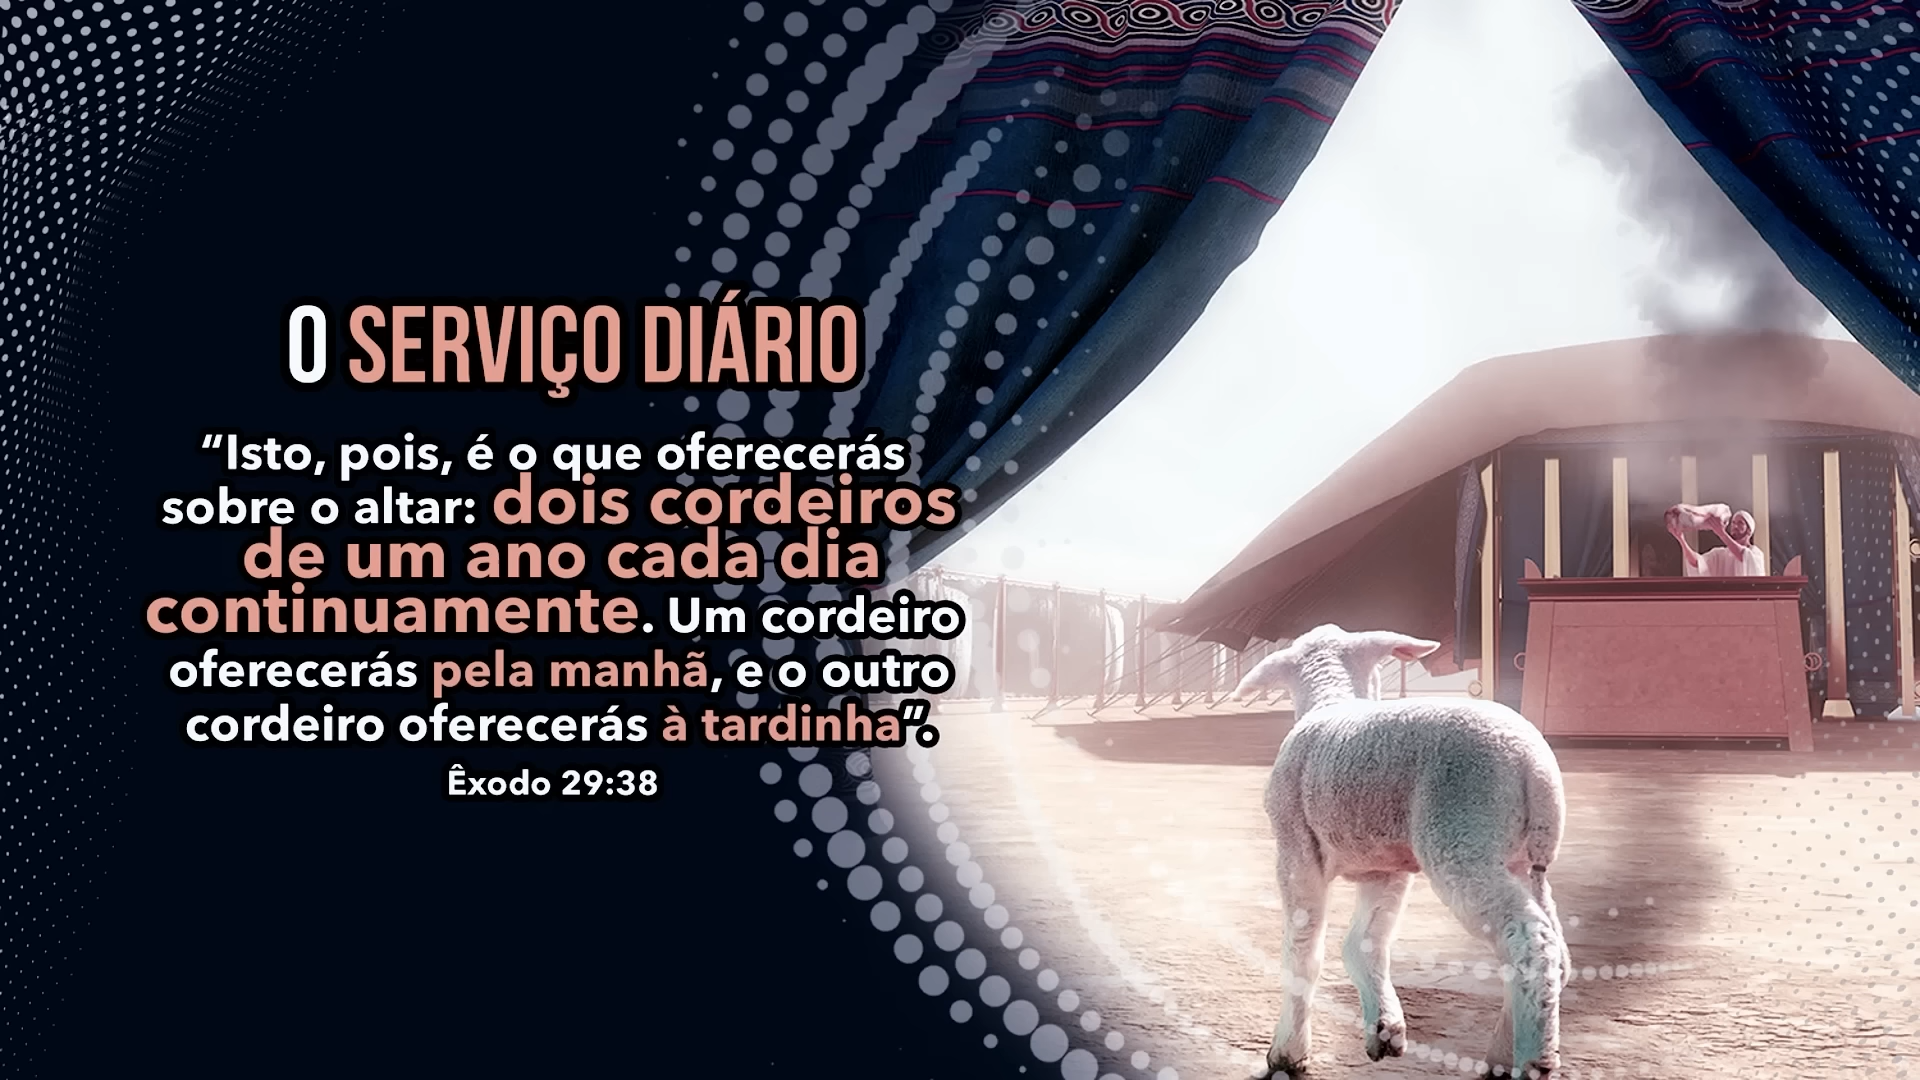 O SERVIÇO DIÁRIO
“Isto, pois, é o que oferecerás
sobre o altar: dois cordeiros
de um ano cada dia
continuamente. Um cordeiro
oferecerás pela manhã, e o outro
cordeiro oferecerás à tardinha”.
Êxodo 29:38